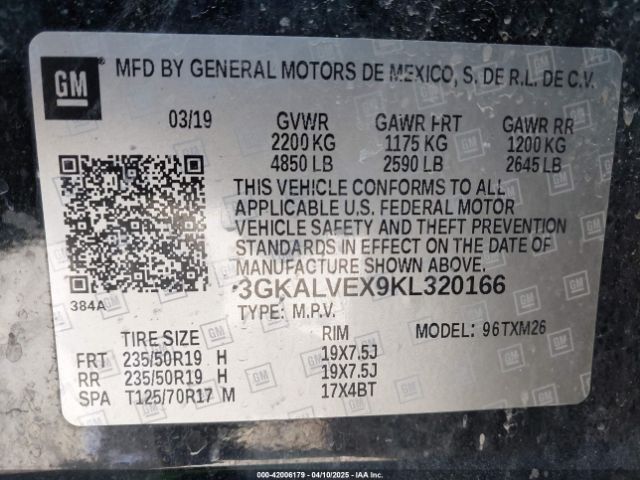 GM MFD BY GENERAL MOTORS DE MEXICO, S. DE R.L. DE C.V.
03/19 GVWR GAWR FRT GAWR RR
2200 KG 1175 KG 1200 KG
4850 LB 2590 LB 2645 LB
THIS VEHICLE CONFORMS TO ALL
APPLICABLE U.S. FEDERAL MOTOR
VEHICLE SAFETY AND THEFT PREVENTION
STANDARDS IN EFFECT ON THE DATE OF
MANUFACTURE SHOWN ABOVE.
*3GKALVEX9KL320166
384A
TYPE: M.P.V. MODEL: 96TXM26
TIRE SIZE RIM
FRT 235/50R19 H 19X7.5J
RR 235/50R19 H 19X7.5J
SPA T125/70R17 M 17X4BT
000-42006179 - 04/10/2025 - IAAI, Inc.